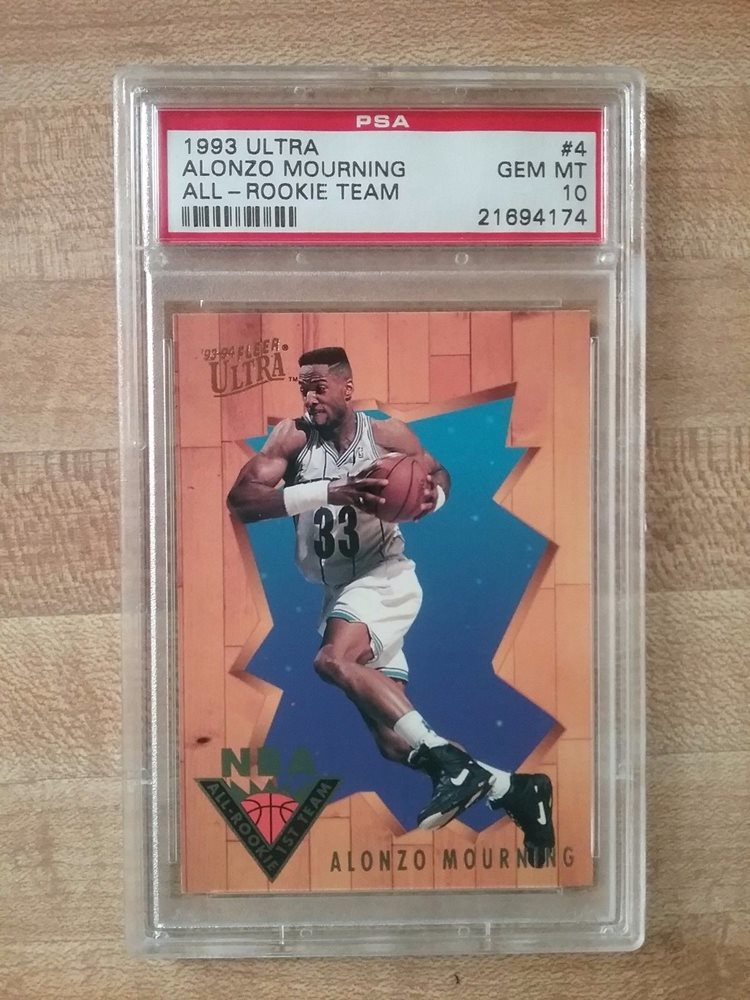 PSA
1993 ULTRA #4
ALONZO MOURNING GEM MT
ALL-ROOKIE TEAM 10
21694174
'93-94 FLEER ®
ULTRA ™
33
NBA
ALL-ROOKIE 1ST TEAM
ALONZO MOURNING